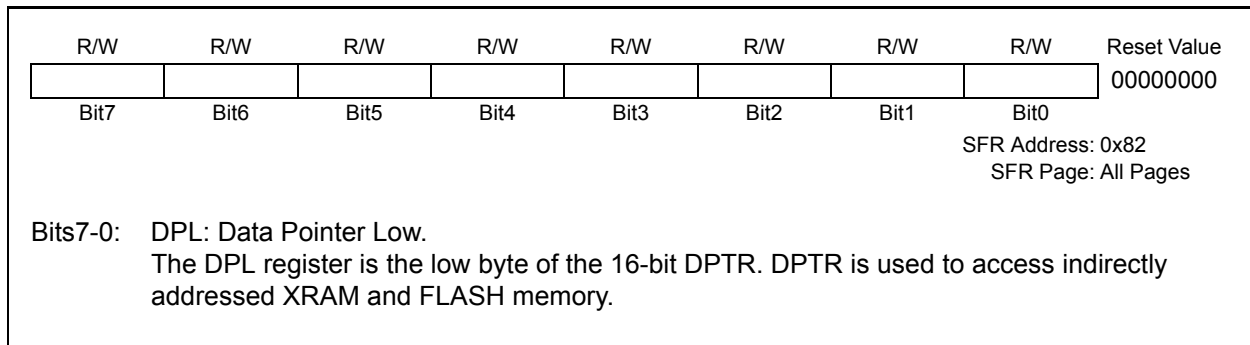 R/W R/W R/W R/W R/W R/W R/W R/W Reset Value
00000000
Bit7 Bit6 Bit5 Bit4 Bit3 Bit2 Bit1 Bit0
SFR Address: 0x82
SFR Page: All Pages
Bits7-0: DPL: Data Pointer Low.
The DPL register is the low byte of the 16-bit DPTR. DPTR is used to access indirectly
addressed XRAM and FLASH memory.